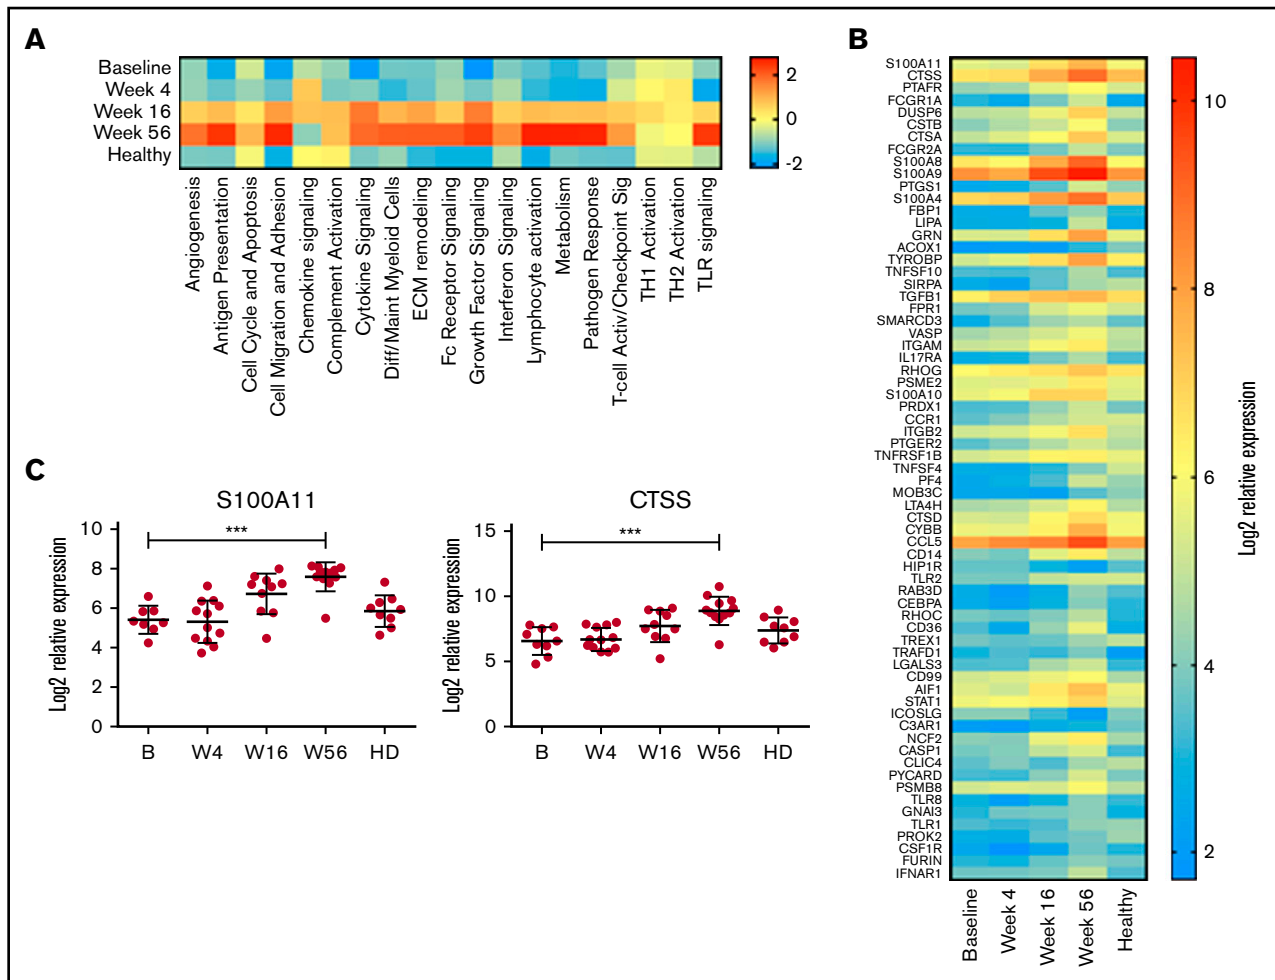 A
Baseline
Week 4
Week 16
Week 56
Healthy
2
0
-2
Angiogenesis
Antigen Presentation
Cell Cycle and Apoptosis
Cell Migration and Adhesion
Chemokine signaling
Complement Activation
Cytokine Signaling
Diff/Maint Myeloid Cells
ECM remodeling
Fc Receptor Signaling
Growth Factor Signaling
Interferon Signaling
Lymphocyte activation
Metabolism
Pathogen Response
T-cell Activ/Checkpoint Sig
TH1 Activation
TH2 Activation
TLR signaling
B
S100A11
CTSS
PTAFR
FCGR1A
DUSP6
CSTB
CTSA
FCGR2A
S100A8
S100A9
PTGS1
S100A4
FBP1
LIPA
GRN
ACOX1
TYROBP
TNFSF10
SIRPA
TGFB1
FPR1
SMARCD3
VASP
ITGAM
IL17RA
RHOG
PSME2
S100A10
PRDX1
CCR1
ITGB2
PTGER2
TNFRSF1B
TNFSF4
PF4
MOB3C
LTA4H
CTSD
CYBB
CCL5
CD14
HIP1R
TLR2
RAB3D
CEBPA
RHOC
CD36
TREX1
TRAFD1
LGALS3
CD99
AIF1
STAT1
ICOSLG
C3AR1
NCF2
CASP1
CLIC4
PYCARD
PSMB8
TLR8
GNAI3
TLR1
PROK2
CSF1R
FURIN
IFNAR1
Baseline
Week 4
Week 16
Week 56
Healthy
10
8
6
4
2
Log2 relative expression
C
S100A11
***
Log2 relative expression
10
8
6
4
2
0
B W4 W16 W56 HD
CTSS
***
Log2 relative expression
15
10
5
0
B W4 W16 W56 HD